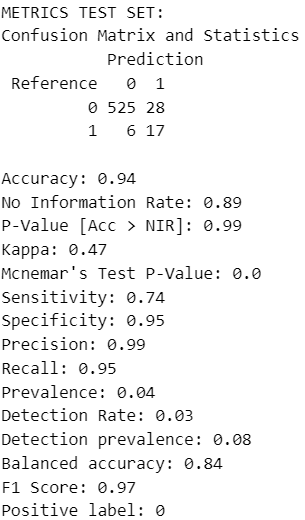 METRICS TEST SET:
Confusion Matrix and Statistics
Prediction
Reference 0 1
0 525 28
1 6 17
Accuracy: 0.94
No Information Rate: 0.89
P-Value [Acc > NIR]: 0.99
Kappa: 0.47
Mcnemar's Test P-Value: 0.0
Sensitivity: 0.74
Specificity: 0.95
Precision: 0.99
Recall: 0.95
Prevalence: 0.04
Detection Rate: 0.03
Detection prevalence: 0.08
Balanced accuracy: 0.84
F1 Score: 0.97
Positive label: 0